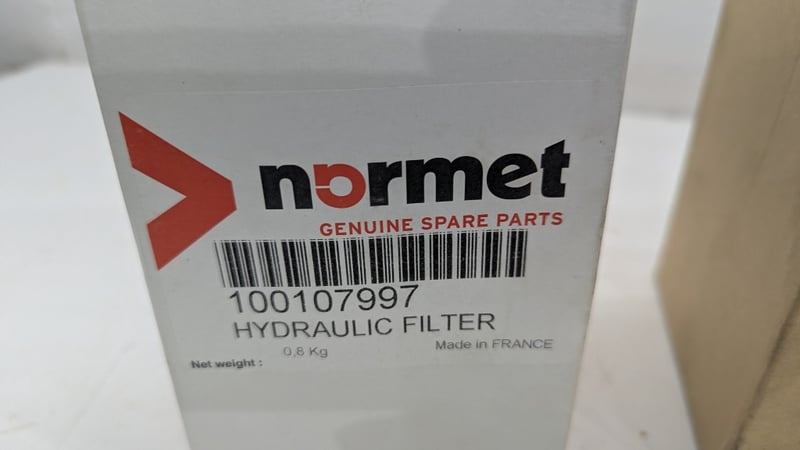 normet
GENUINE SPARE PARTS
100107997
HYDRAULIC FILTER
Net weight : 0,8 Kg Made in FRANCE